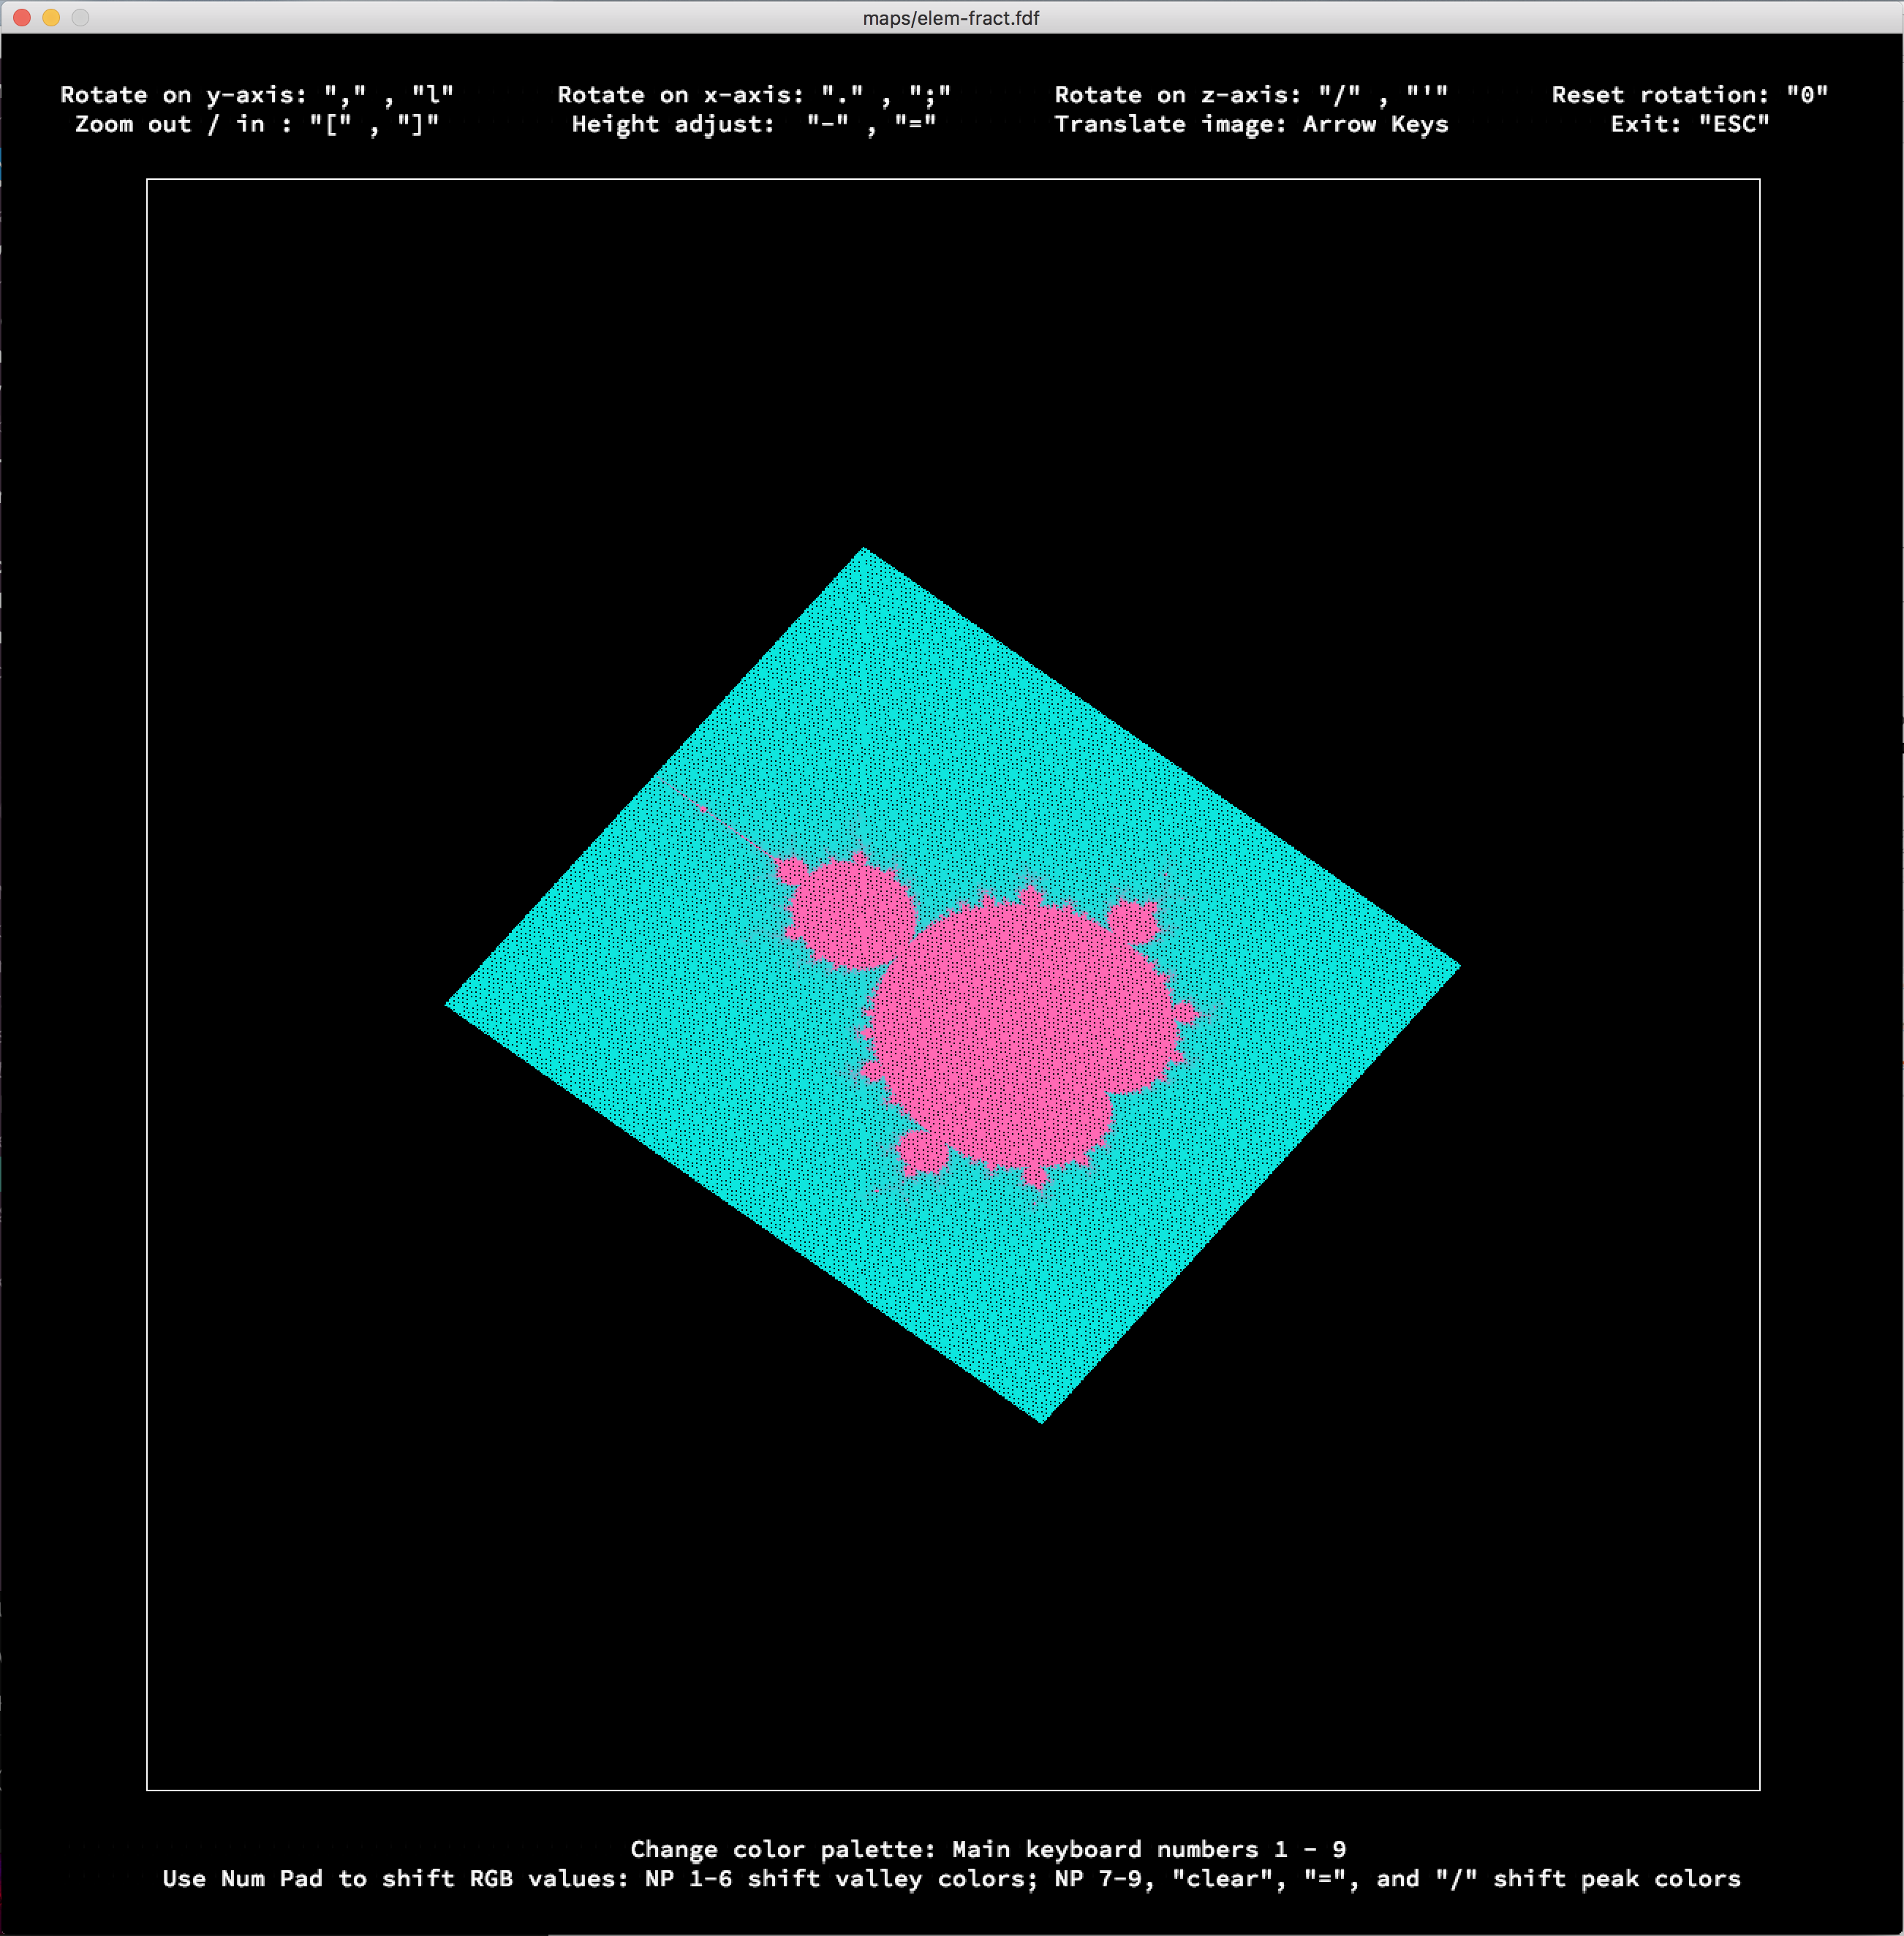 maps/elem-fract.fdf
Rotate on y-axis: "," , "l" Rotate on x-axis: "." , ";" Rotate on z-axis: "/" , "'" Reset rotation: "0"
Zoom out / in : "[" , "]" Height adjust: "-" , "=" Translate image: Arrow Keys Exit: "ESC"
Change color palette: Main keyboard numbers 1 - 9
Use Num Pad to shift RGB values: NP 1-6 shift valley colors; NP 7-9, "clear", "=", and "/" shift peak colors